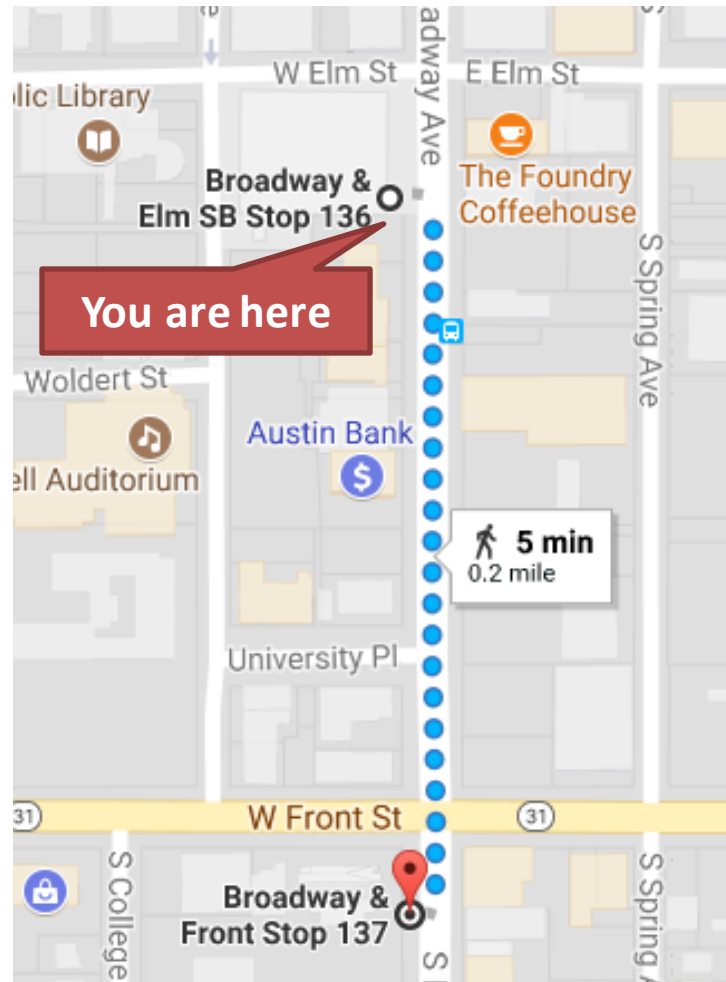 W Elm St
E Elm St
adway Ave
lic Library
Broadway &
Elm SB Stop 136
The Foundry
Coffeehouse
You are here
S Spring Ave
Woldert St
Austin Bank
$
ell Auditorium
5 min
0.2 mile
University Pl
31
W Front St
31
S College
Broadway &
Front Stop 137
S Spring
S